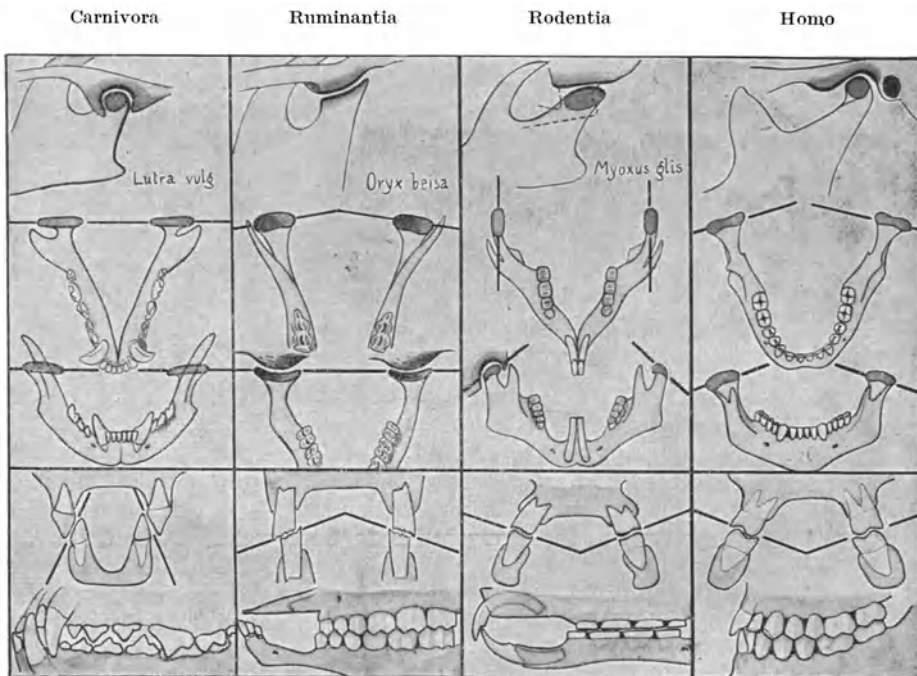 Carnivora Ruminantia Rodentia Homo
Lutra vulg
Oryx beisa
Myoxus glis